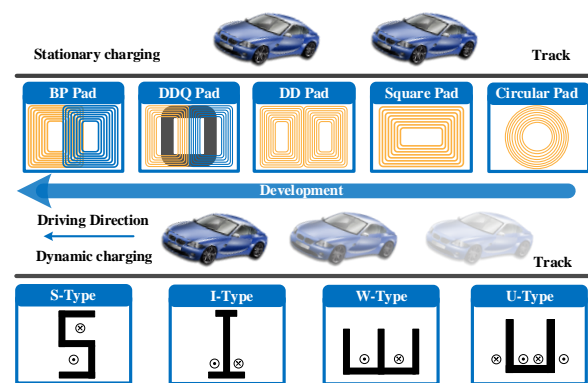 Stationary charging
Track
BP Pad
DDQ Pad
DD Pad
Square Pad
Circular Pad
Development
Driving Direction
Dynamic charging
Track
S-Type
I-Type
W-Type
U-Type